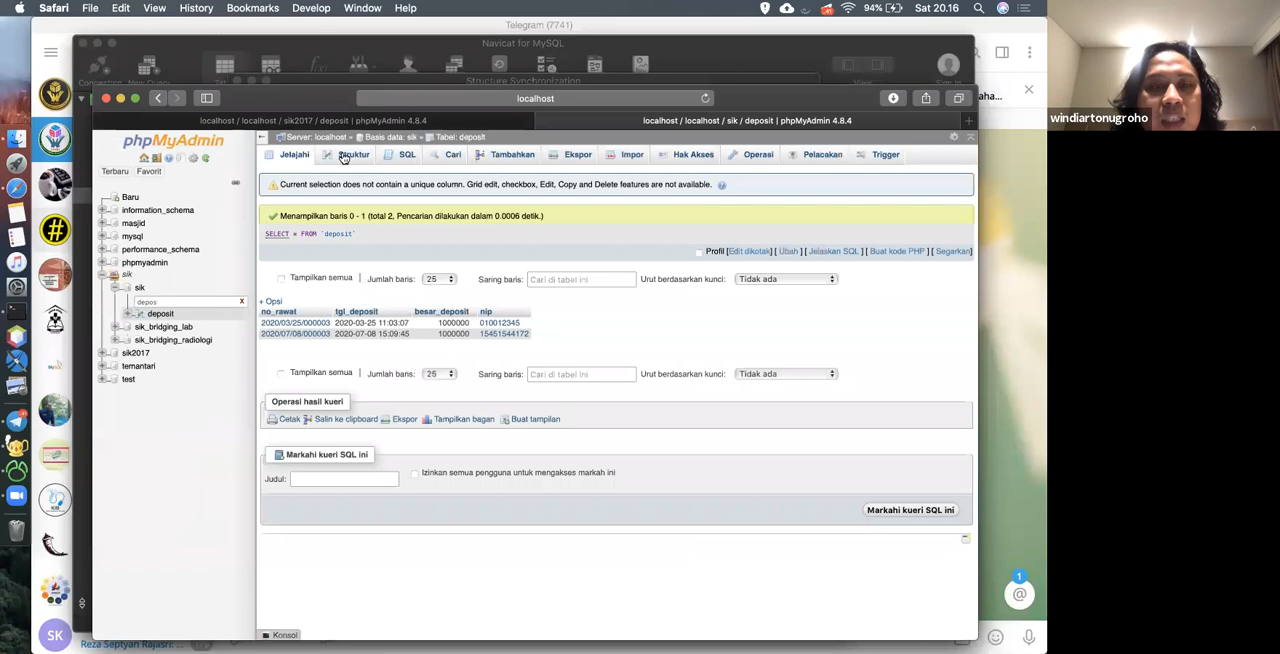 Safari File Edit View History Bookmarks Develop Window Help
94% Sat 20.16
Telegram (7741)
Navicat for MySQL
Structure Synchronization
localhost
localhost / localhost / sik2017 / deposit | phpMyAdmin 4.8.4
localhost / localhost / sik / deposit | phpMyAdmin 4.8.4
windiartonugroho
phpMyAdmin
Server: localhost » Basis data: sik » Tabel: deposit
Jelajahi Struktur SQL Cari Tambahkan Ekspor Impor Hak Akses Operasi Pelacakan Trigger
Terbaru Favorit
Current selection does not contain a unique column. Grid edit, checkbox, Edit, Copy and Delete features are not available.
Baru
information_schema
masjid
mysql
performance_schema
phpmyadmin
sik
sik
depos X
deposit
sik_bridging_lab
sik_bridging_radiologi
sik2017
temantari
test
Menampilkan baris 0 - 1 (total 2, Pencarian dilakukan dalam 0.0006 detik.)
SELECT * FROM `deposit`
Profil [Edit dikotak] [ Ubah ] [ Jelaskan SQL ] [ Buat kode PHP ] [ Segarkan]
Tampilkan semua | Jumlah baris: 25 Saring baris: Cari di tabel ini Urut berdasarkan kunci: Tidak ada
+ Opsi
no_rawat tgl_deposit besar_deposit nip
2020/03/25/000003 2020-03-25 11:03:07 1000000 010012345
2020/07/08/000003 2020-07-08 15:09:45 1000000 15451544172
Tampilkan semua | Jumlah baris: 25 Saring baris: Cari di tabel ini Urut berdasarkan kunci: Tidak ada
Operasi hasil kueri
Cetak Salin ke clipboard Ekspor Tampilkan bagan Buat tampilan
Markahi kueri SQL ini
Judul: Izinkan semua pengguna untuk mengakses markah ini
Markahi kueri SQL ini
Konsol
SK
Reza Septyan Rajasri: ...
1
@